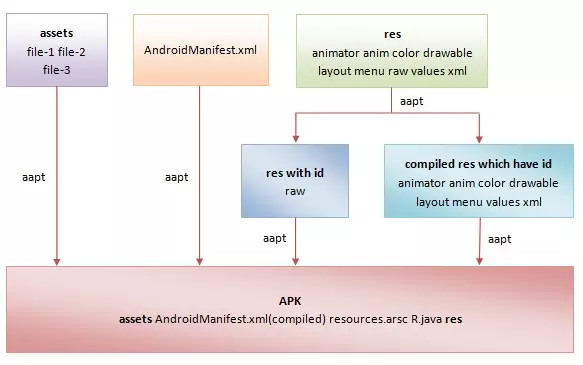 assets
file-1 file-2
file-3
AndroidManifest.xml
res
animator anim color drawable
layout menu raw values xml
aapt
res with id
raw
compiled res which have id
animator anim color drawable
layout menu values xml
aapt
aapt
aapt
aapt
APK
assets AndroidManifest.xml(compiled) resources.arsc R.java res